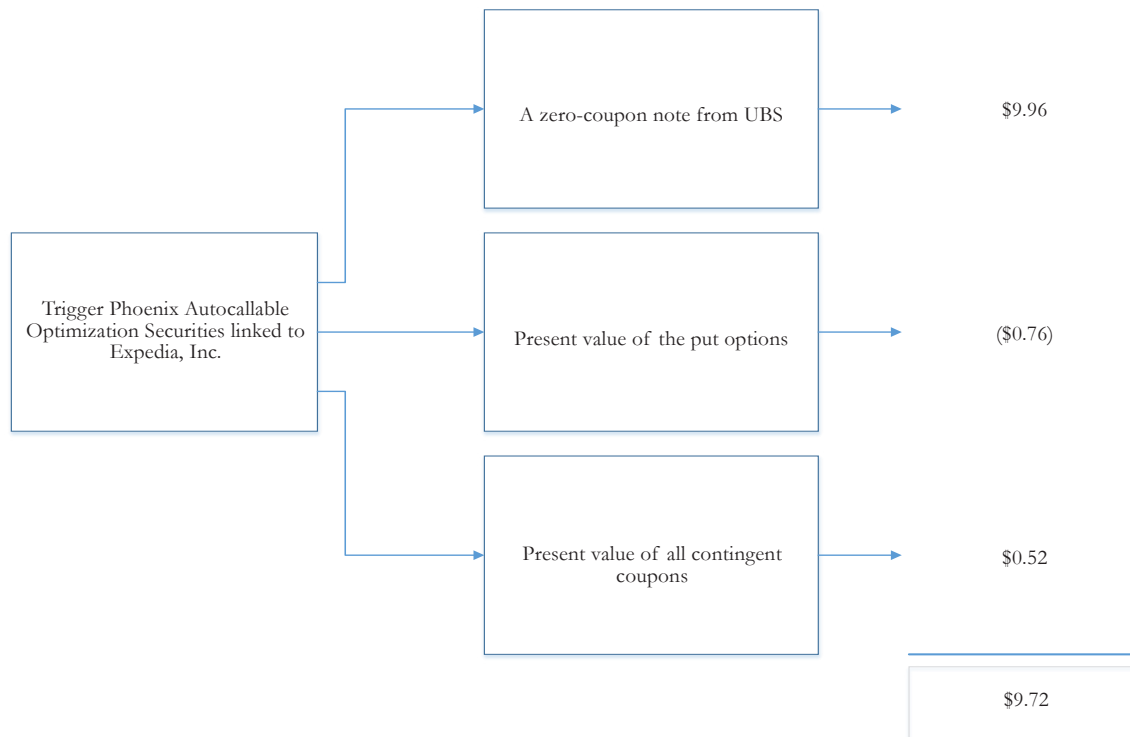 A zero-coupon note from UBS
$9.96
Trigger Phoenix Autocallable
Optimization Securities linked to
Expedia, Inc.
Present value of the put options
($0.76)
Present value of all contingent
coupons
$0.52
$9.72